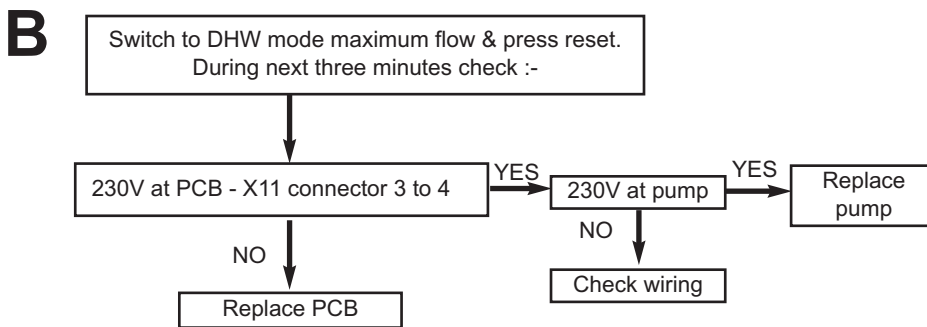 B
Switch to DHW mode maximum flow & press reset.
During next three minutes check :-
230V at PCB - X11 connector 3 to 4
YES
230V at pump
YES
Replace
pump
NO
NO
Check wiring
Replace PCB